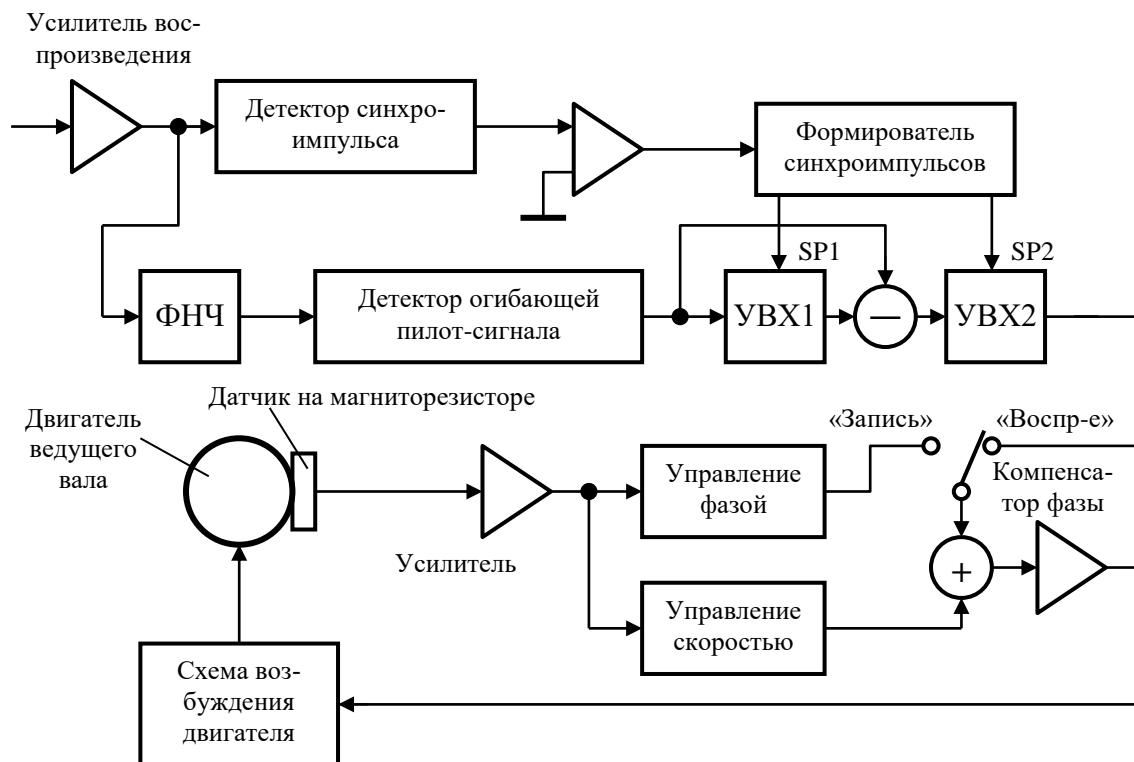 Усилитель вос-
произведения
Детектор синхро-
импульса
Формирователь
синхроимпульсов
SP1
SP2
ФНЧ
Детектор огибающей
пилот-сигнала
УВХ1
—
УВХ2
Датчик на магниторезисторе
Двигатель
ведущего
вала
«Запись»
«Воспр-е»
Управление
фазой
Компенса-
тор фазы
Усилитель
+
Управление
скоростью
Схема воз-
буждения
двигателя